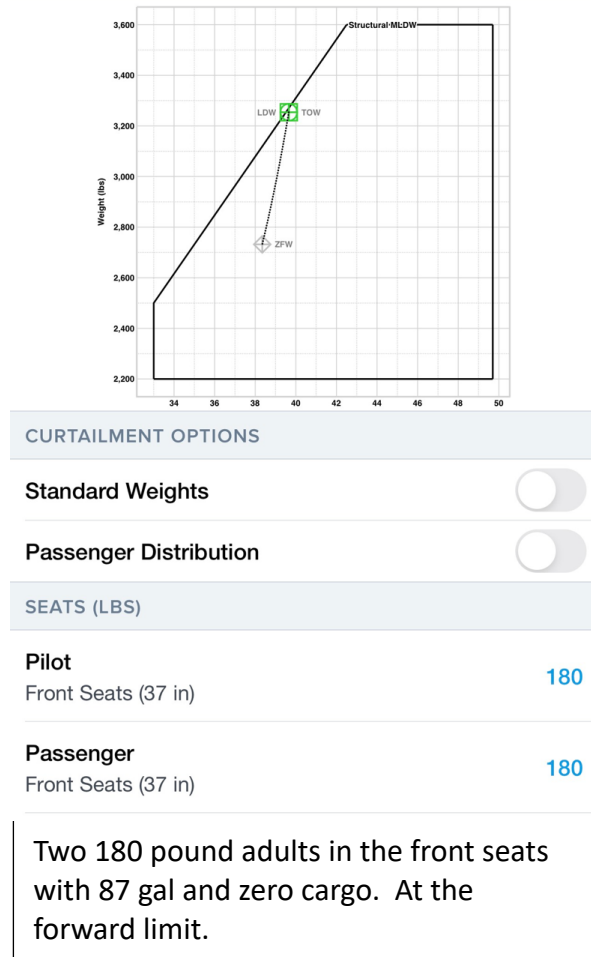 3,600
Structural MLDW
3,400
LDW TOW
3,200
3,000
Weight (lbs)
2,800
ZFW
2,600
2,400
2,200
34 36 38 40 42 44 46 48 50
CURTAILMENT OPTIONS
Standard Weights
Passenger Distribution
SEATS (LBS)
Pilot
180
Front Seats (37 in)
Passenger
180
Front Seats (37 in)
Two 180 pound adults in the front seats
with 87 gal and zero cargo. At the
forward limit.